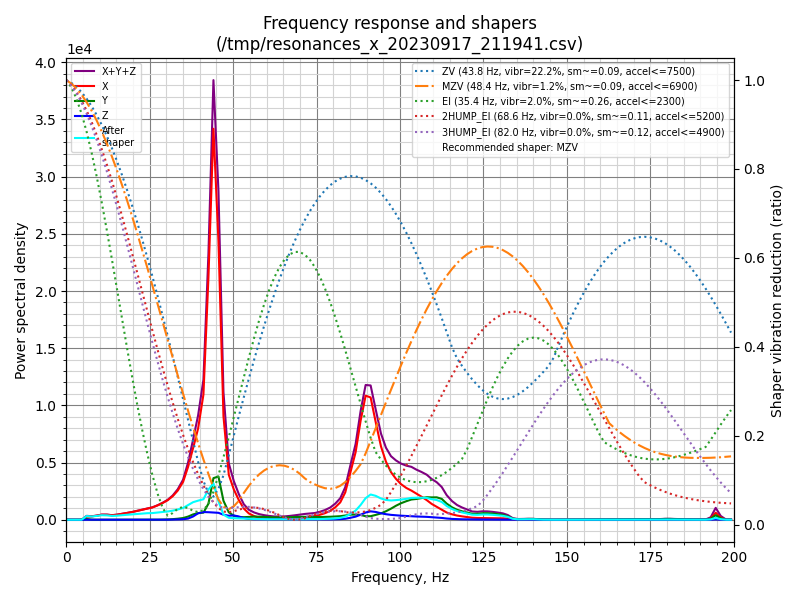 Frequency response and shapers
(/tmp/resonances_x_20230917_211941.csv)
1e4
X+Y+Z
X
Y
Z
After
shaper
ZV (43.8 Hz, vibr=22.2%, sm~=0.09, accel<=7500)
MZV (48.4 Hz, vibr=1.2%, sm~=0.09, accel<=6900)
EI (35.4 Hz, vibr=2.0%, sm~=0.26, accel<=2300)
2HUMP_EI (68.6 Hz, vibr=0.0%, sm~=0.11, accel<=5200)
3HUMP_EI (82.0 Hz, vibr=0.0%, sm~=0.12, accel<=4900)
Recommended shaper: MZV
Power spectral density
4.0
3.5
3.0
2.5
2.0
1.5
1.0
0.5
0.0
1.0
0.8
0.6
0.4
0.2
0.0
Shaper vibration reduction (ratio)
0 25 50 75 100 125 150 175 200
Frequency, Hz